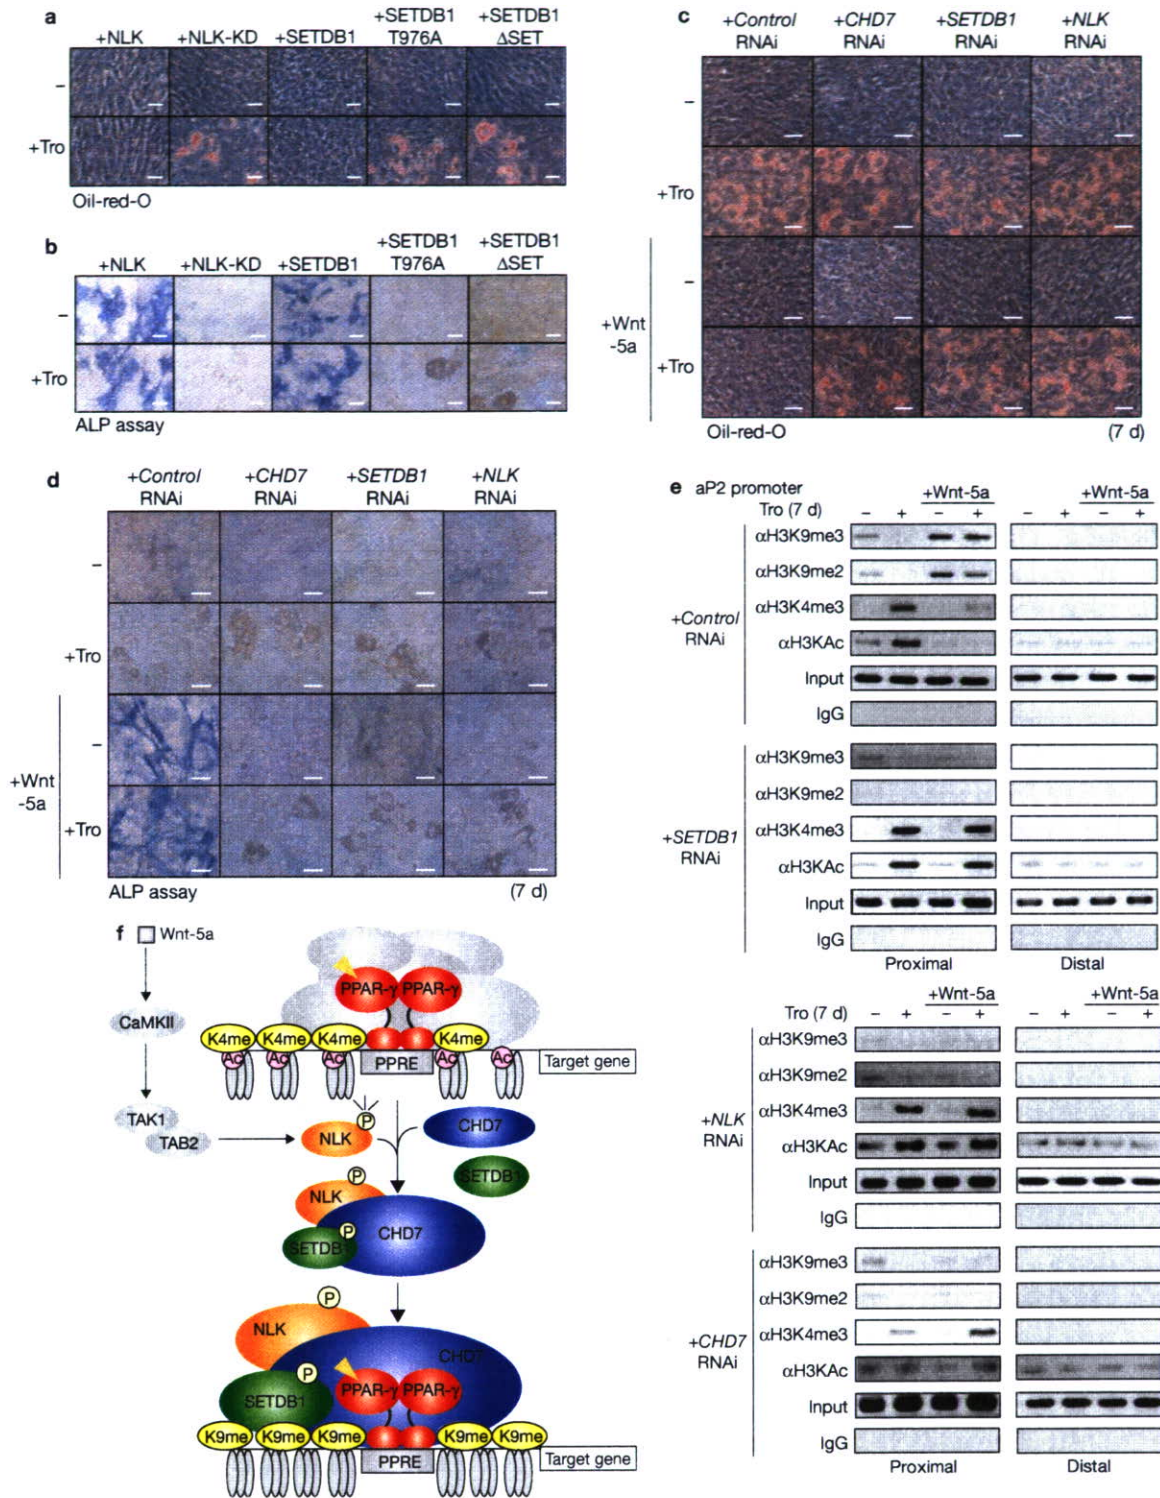 a
+NLK +NLK-KD +SETDB1 +SETDB1 T976A +SETDB1 ΔSET
–
+Tro
Oil-red-O
b
+NLK +NLK-KD +SETDB1 +SETDB1 T976A +SETDB1 ΔSET
–
+Tro
ALP assay
c
+Control RNAi +CHD7 RNAi +SETDB1 RNAi +NLK RNAi
–
+Tro
+Wnt -5a
–
+Tro
Oil-red-O (7 d)
d
+Control RNAi +CHD7 RNAi +SETDB1 RNAi +NLK RNAi
–
+Tro
+Wnt -5a
–
+Tro
ALP assay (7 d)
e aP2 promoter
+Wnt-5a +Wnt-5a
Tro (7 d) – + – + – + – +
+Control RNAi
αH3K9me3
αH3K9me2
αH3K4me3
αH3KAc
Input
IgG
+SETDB1 RNAi
αH3K9me3
αH3K9me2
αH3K4me3
αH3KAc
Input
IgG
Proximal Distal
+Wnt-5a +Wnt-5a
Tro (7 d) – + – + – + – +
+NLK RNAi
αH3K9me3
αH3K9me2
αH3K4me3
αH3KAc
Input
IgG
+CHD7 RNAi
αH3K9me3
αH3K9me2
αH3K4me3
αH3KAc
Input
IgG
Proximal Distal
f Wnt-5a
CaMKII
TAK1
TAB2
PPAR-γ PPAR-γ
K4me K4me K4me K4me
Ac Ac Ac Ac Ac
PPRE
Target gene
P
NLK
CHD7
SETDB1
P
NLK
P
SETDB1
CHD7
P
NLK
CHD7
P
SETDB1
PPAR-γ PPAR-γ
K9me K9me K9me K9me K9me
PPRE
Target gene